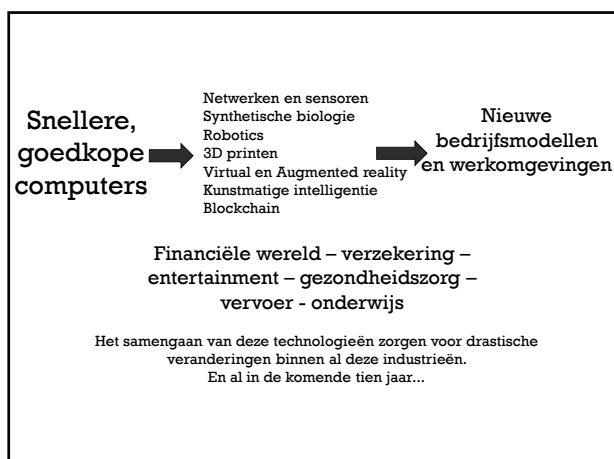 Snellere,
goedkope
computers
Netwerken en sensoren
Synthetische biologie
Robotics
3D printen
Virtual en Augmented reality
Kunstmatige intelligentie
Blockchain
Nieuwe
bedrijfsmodellen
en werkomgevingen
Financiële wereld – verzekering –
entertainment – gezondheidszorg –
vervoer - onderwijs
Het samengaan van deze technologieën zorgen voor drastische
veranderingen binnen al deze industrieën.
En al in de komende tien jaar...